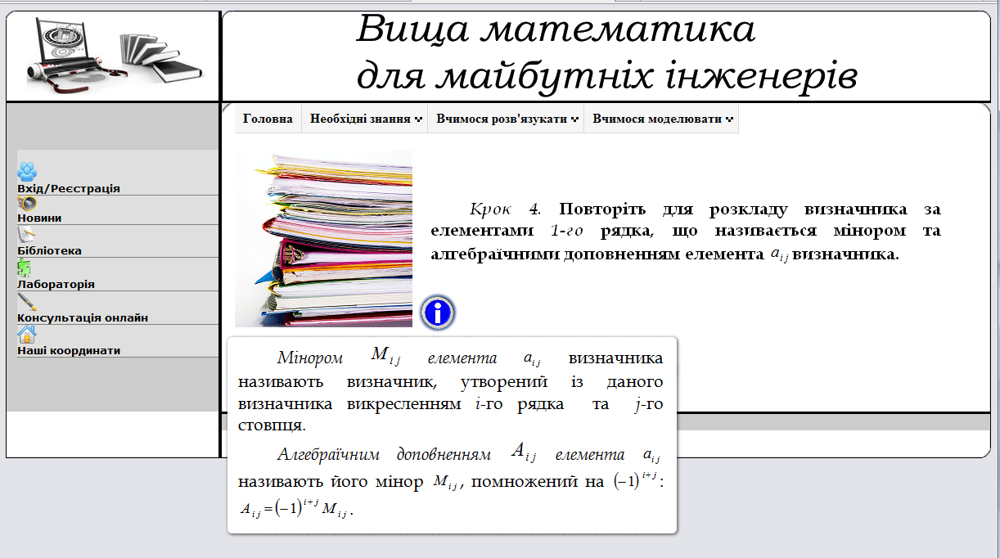 Вища математика
для майбутніх інженерів
Головна Необхідні знання Вчимося розв'язукати Вчимося моделювати
Вхід/Реєстрація
Новини
Бібліотека
Лабораторія
Консультація онлайн
Наші координати
Крок 4. Повторіть для розкладу визначника за
елементами 1-го рядка, що називається мінором та
алгебраїчними доповненням елемента a_{ij} визначника.
i
Мінором M_{ij} елемента a_{ij} визначника
називають визначник, утворений із даного
визначника викресленням i-го рядка та j-го
стовпця.
Алгебраїчним доповненням A_{ij} елемента a_{ij}
називають його мінор M_{ij}, помножений на (−1)^{i+j}:
A_{ij}=(−1)^{i+j} M_{ij}.